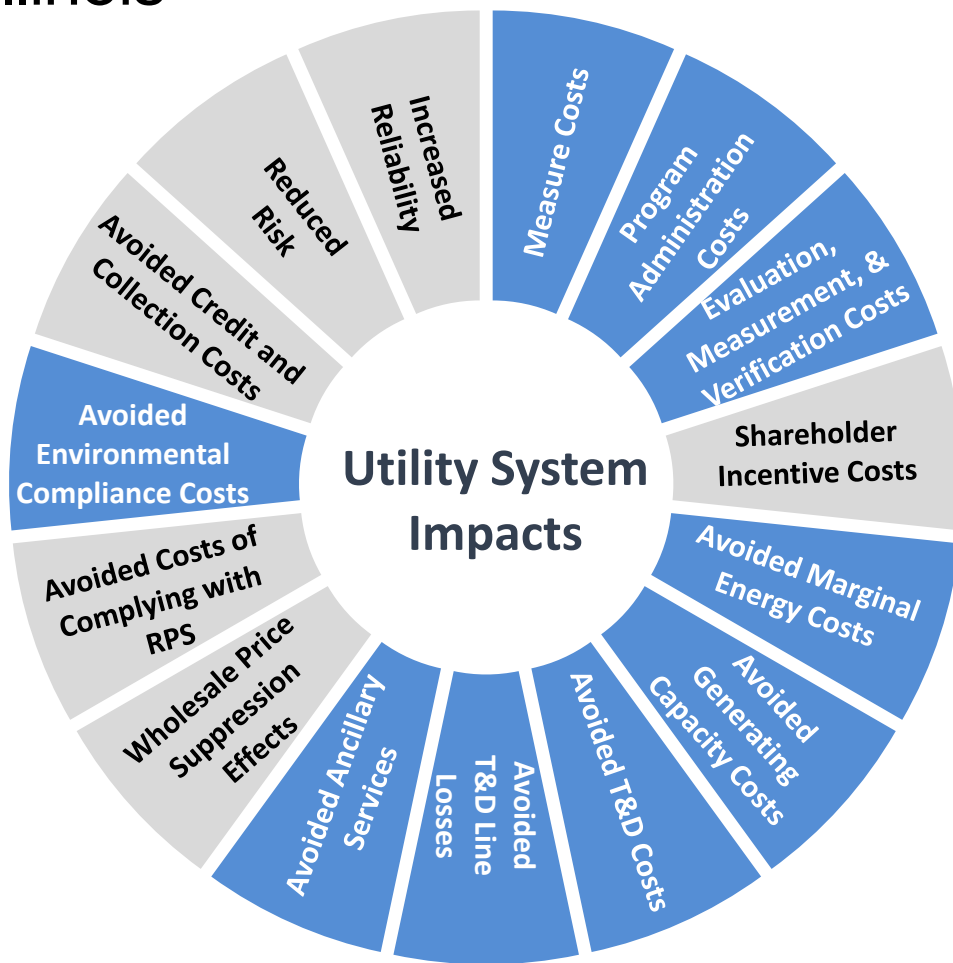 Illinois
Measure Costs
Program
Administration
Costs
Evaluation,
Measurement, &
Verification Costs
Shareholder
Incentive Costs
Avoided Marginal
Energy Costs
Avoided
Generating
Capacity Costs
Avoided T&D Costs
Avoided
T&D Line
Losses
Avoided Ancillary
Services
Wholesale Price
Suppression
Effects
Avoided Costs of
Complying with
RPS
Avoided
Environmental
Compliance Costs
Avoided Credit and
Collection Costs
Reduced
Risk
Increased
Reliability
Utility System
Impacts